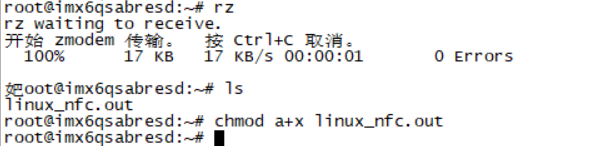 root@imx6qsabresd:~# rz
rz waiting to receive.
开始 zmodem 传输。 按 Ctrl+C 取消。
100% 17 KB 17 KB/s 00:00:01 0 Errors
妑oot@imx6qsabresd:~# ls
linux_nfc.out
root@imx6qsabresd:~# chmod a+x linux_nfc.out
root@imx6qsabresd:~#